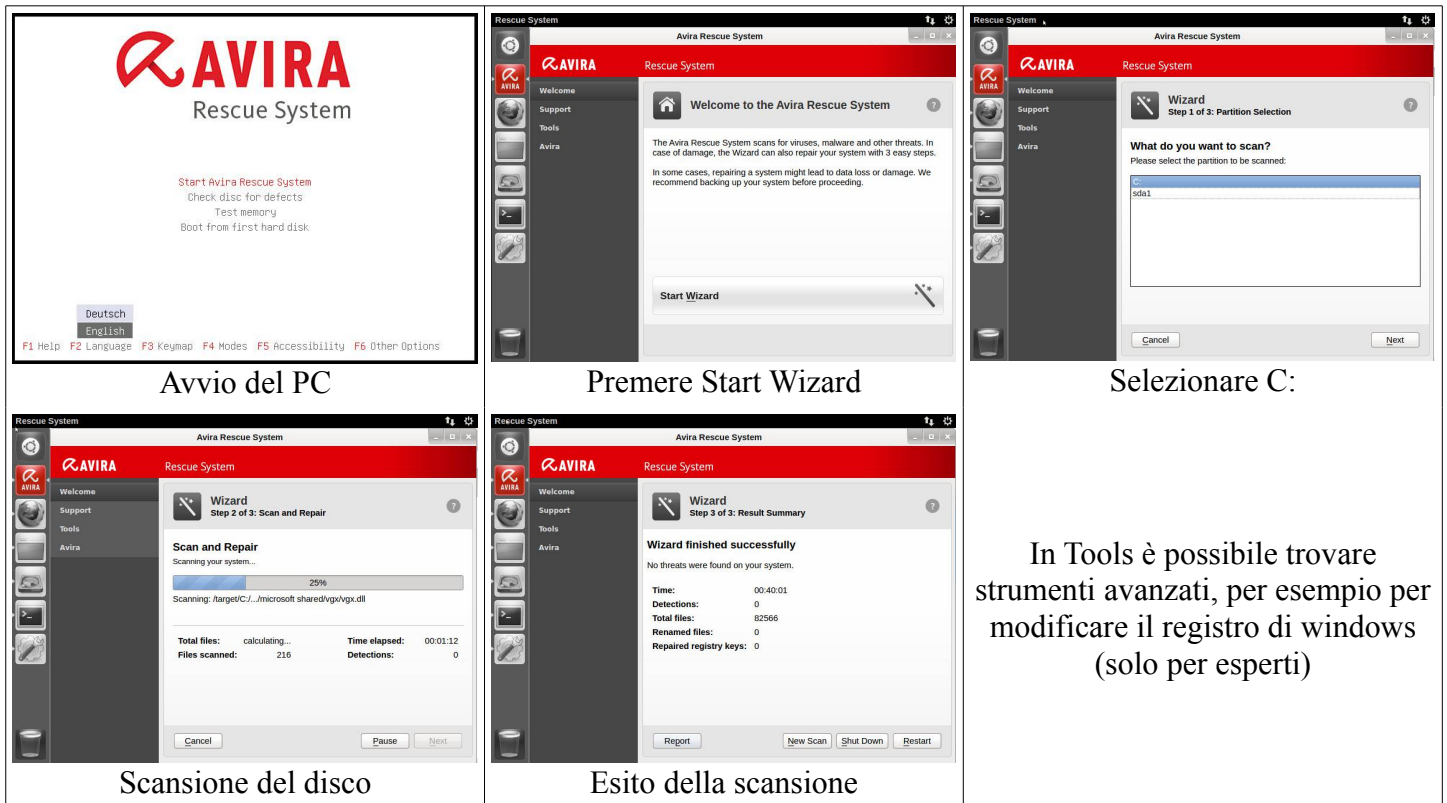 AVIRA
Rescue System
Start Avira Rescue System
Check disc for defects
Test memory
Boot from first hard disk
Deutsch
English
F1 Help F2 Language F3 Keymap F4 Modes F5 Accessibility F6 Other Options
Avvio del PC
Rescue System
Avira Rescue System
AVIRA
AVIRA
Rescue System
Welcome
Support
Tools
Avira
Welcome to the Avira Rescue System
?
The Avira Rescue System scans for viruses, malware and other threats. In
case of damage, the Wizard can also repair your system with 3 easy steps.
In some cases, repairing a system might lead to data loss or damage. We
recommend backing up your system before proceeding.
Start Wizard
Premere Start Wizard
Rescue System
Avira Rescue System
AVIRA
AVIRA
Rescue System
Welcome
Support
Tools
Avira
Wizard
Step 1 of 3: Partition Selection
?
What do you want to scan?
Please select the partition to be scanned:
C:
sda1
Cancel
Next
Selezionare C:
Rescue System
Avira Rescue System
AVIRA
AVIRA
Rescue System
Welcome
Support
Tools
Avira
Wizard
Step 2 of 3: Scan and Repair
?
Scan and Repair
Scanning your system...
25%
Scanning: /target/C:/.../microsoft shared/vgx/vgx.dll
Total files: calculating... Time elapsed: 00:01:12
Files scanned: 216 Detections: 0
Cancel
Pause
Next
Scansione del disco
Rescue System
Avira Rescue System
AVIRA
AVIRA
Rescue System
Welcome
Support
Tools
Avira
Wizard
Step 3 of 3: Result Summary
?
Wizard finished successfully
No threats were found on your system.
Time: 00:40:01
Detections: 0
Total files: 82566
Renamed files: 0
Repaired registry keys: 0
Report
New Scan
Shut Down
Restart
Esito della scansione
In Tools è possibile trovare
strumenti avanzati, per esempio per
modificare il registro di windows
(solo per esperti)